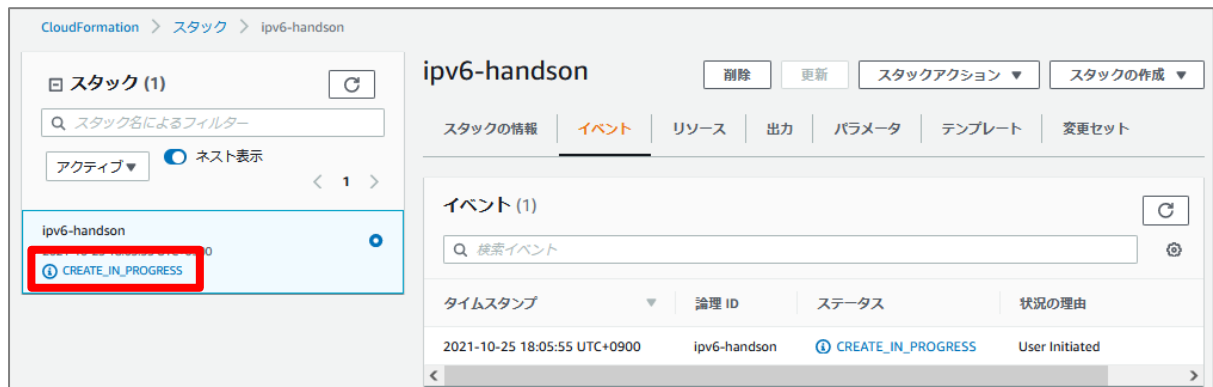 CloudFormation > スタック > ipv6-handson
スタック (1)
スタック名によるフィルター
アクティブ▼
ネスト表示
< 1 >
ipv6-handson
CREATE_IN_PROGRESS
ipv6-handson
削除
更新
スタックアクション ▼
スタックの作成 ▼
スタックの情報
イベント
リソース
出力
パラメータ
テンプレート
変更セット
イベント (1)
検索イベント
タイムスタンプ ▼ 論理 ID ステータス 状況の理由
2021-10-25 18:05:55 UTC+0900 ipv6-handson CREATE_IN_PROGRESS User Initiated